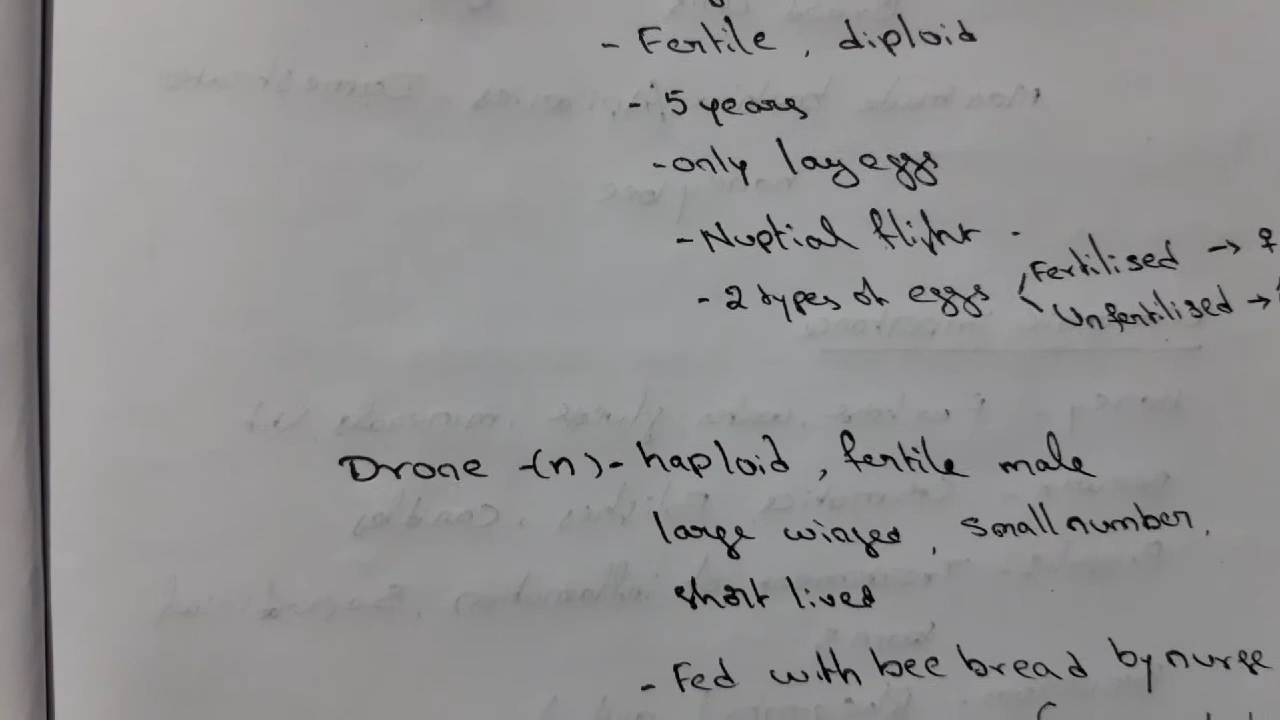 - Fertile, diploid
- 5 years
- only lay eggs
- Nuptial flight -
Fertilised → ♀
- 2 types of eggs
Unfertilised →
Drone -(n)- haploid, fertile male
large winged, small number,
short lived
- Fed with bee bread by nurse